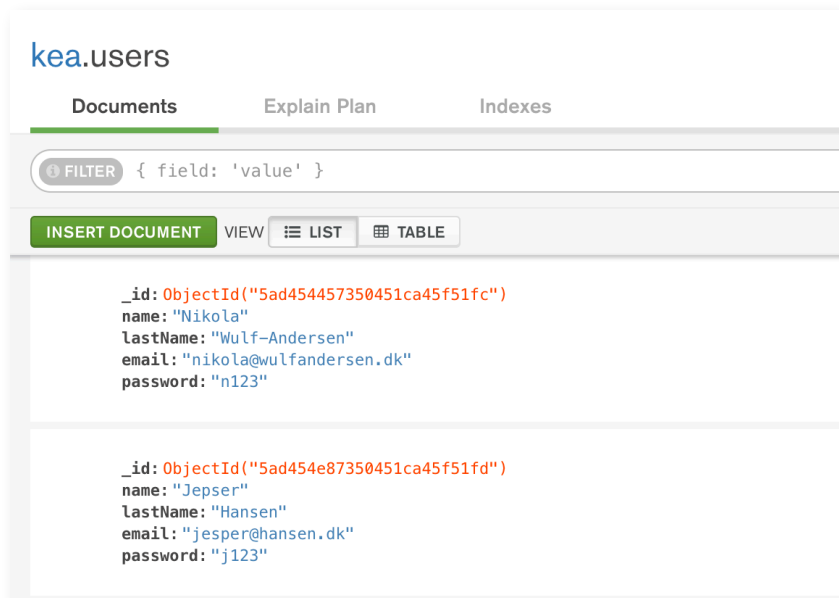 kea.users
Documents Explain Plan Indexes
FILTER { field: 'value' }
INSERT DOCUMENT VIEW LIST TABLE
_id: ObjectId("5ad454457350451ca45f51fc")
name: "Nikola"
lastName: "Wulf-Andersen"
email: "nikola@wulfandersen.dk"
password: "n123"
_id: ObjectId("5ad454e87350451ca45f51fd")
name: "Jepser"
lastName: "Hansen"
email: "jesper@hansen.dk"
password: "j123"